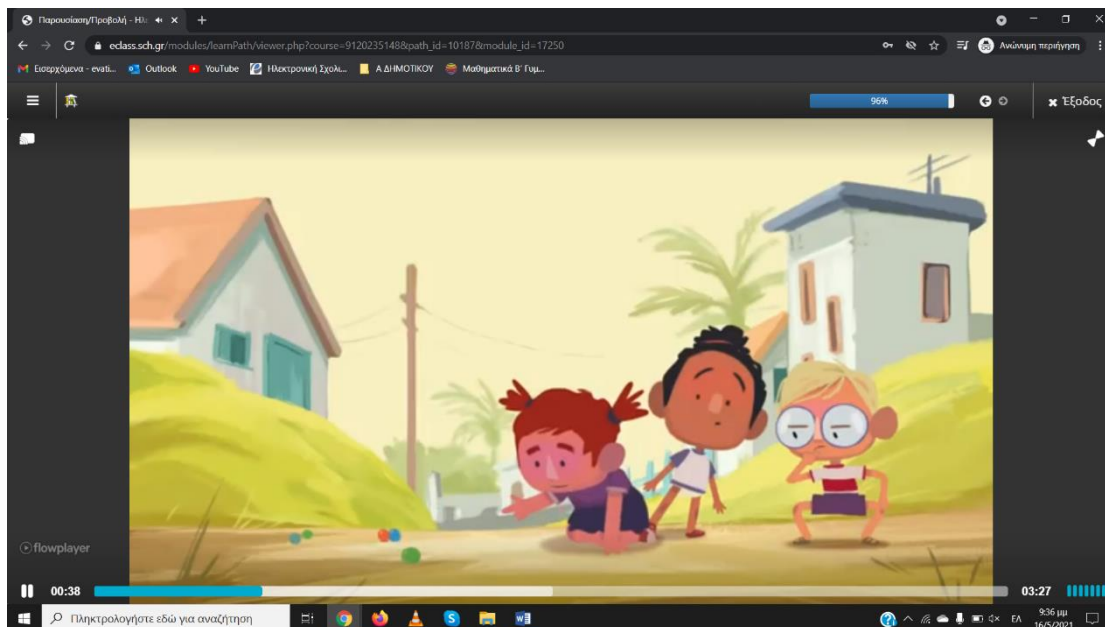 Παρουσίαση/Προβολή - Ηλε
eclass.sch.gr/modules/learnPath/viewer.php?course=9120235148&path_id=10187&module_id=17250
Ανώνυμη περιήγηση
Εισερχόμενα - evati...
Outlook
YouTube
Ηλεκτρονική Σχολι...
Α ΔΗΜΟΤΙΚΟΥ
Μαθηματικά Β' Γυμ...
96%
Έξοδος
flowplayer
00:38
03:27
Πληκτρολογήστε εδώ για αναζήτηση
ΕΛ
9:36 μμ
16/5/2021